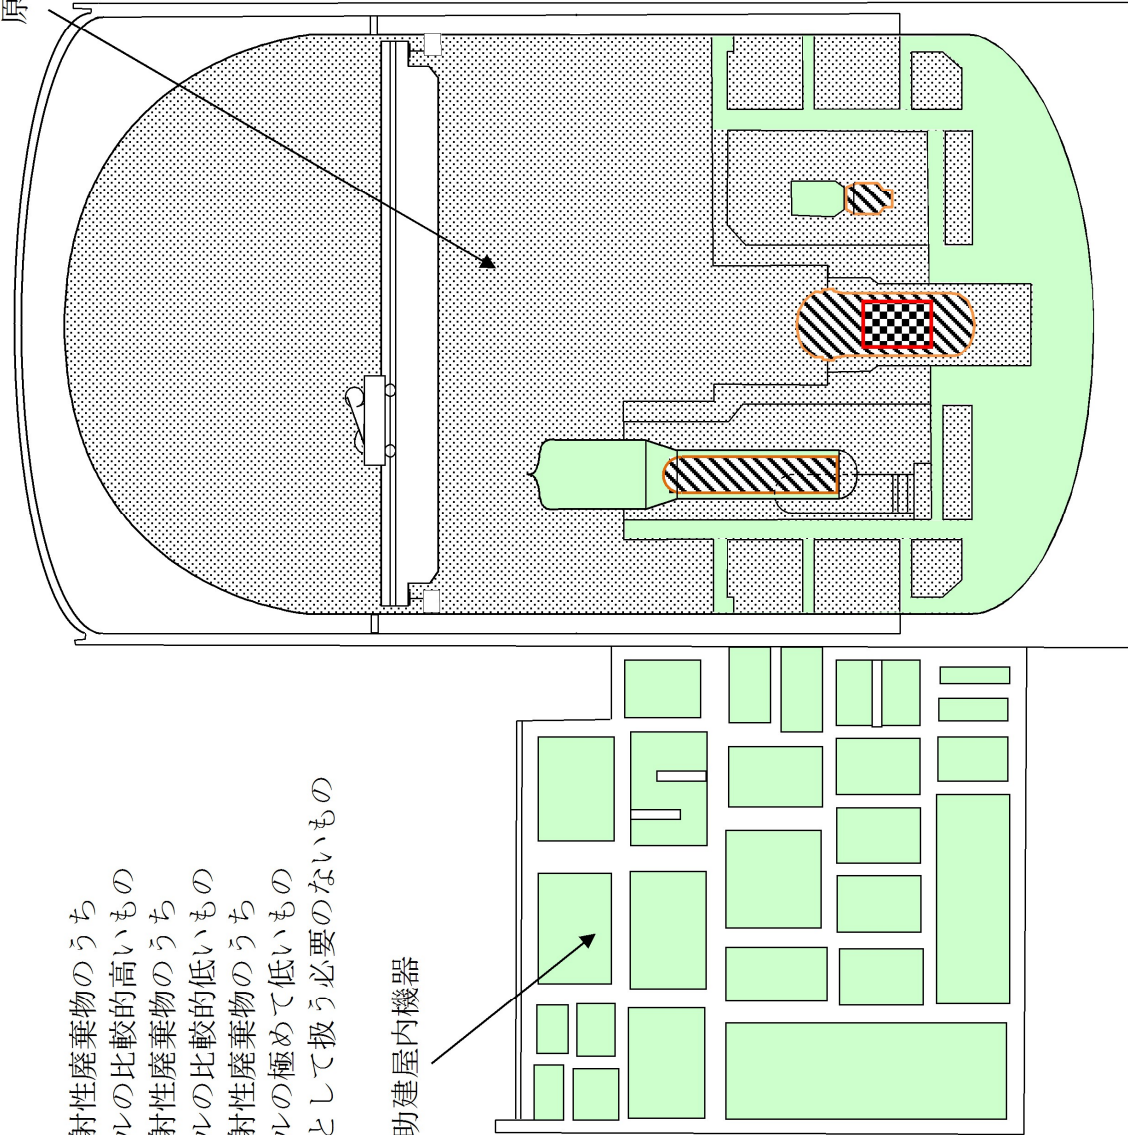 原
射性廃棄物のうち
ルの比較的高いもの
射性廃棄物のうち
ルの比較的低いもの
射性廃棄物のうち
ルの極めて低いもの
として扱う必要のないもの
助建屋内機器